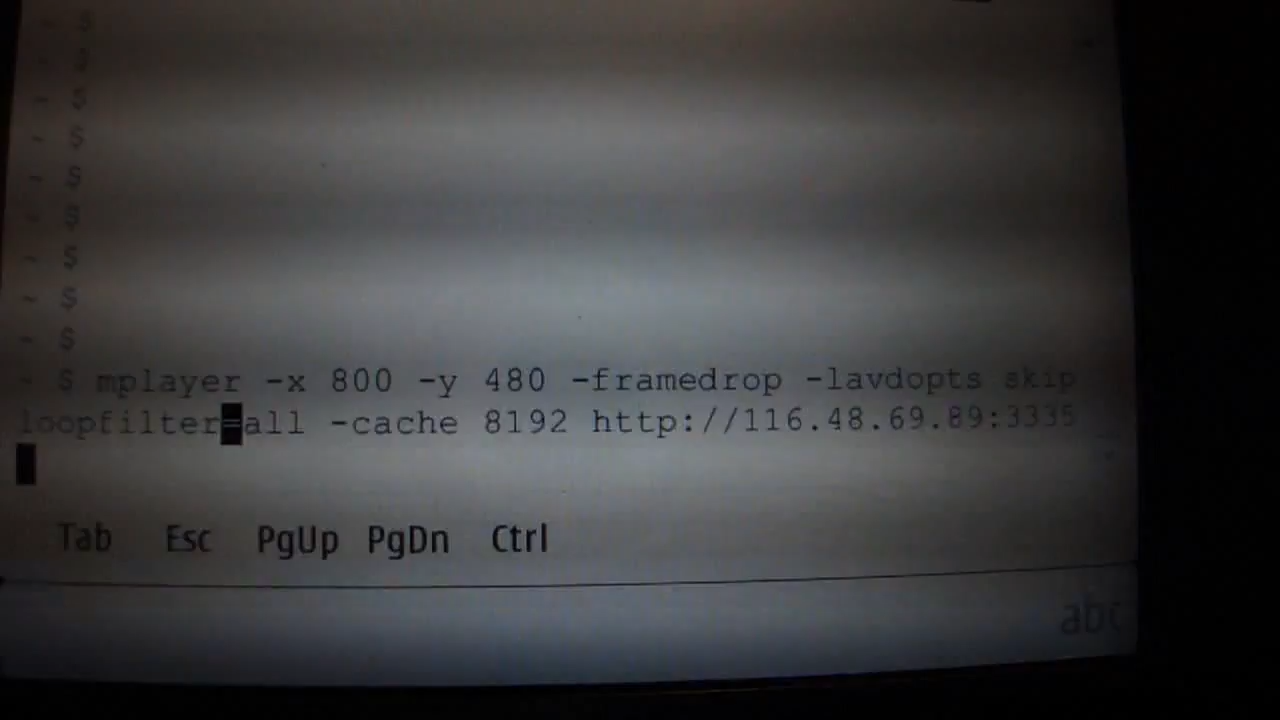 ~ $
~ $
~ $
~ $
~ $
~ $
~ $
~ $
~ $
~ $ mplayer -x 800 -y 480 -framedrop -lavdopts skip
loopfilter=all -cache 8192 http://116.48.69.89:3335
Tab Esc PgUp PgDn Ctrl
abc